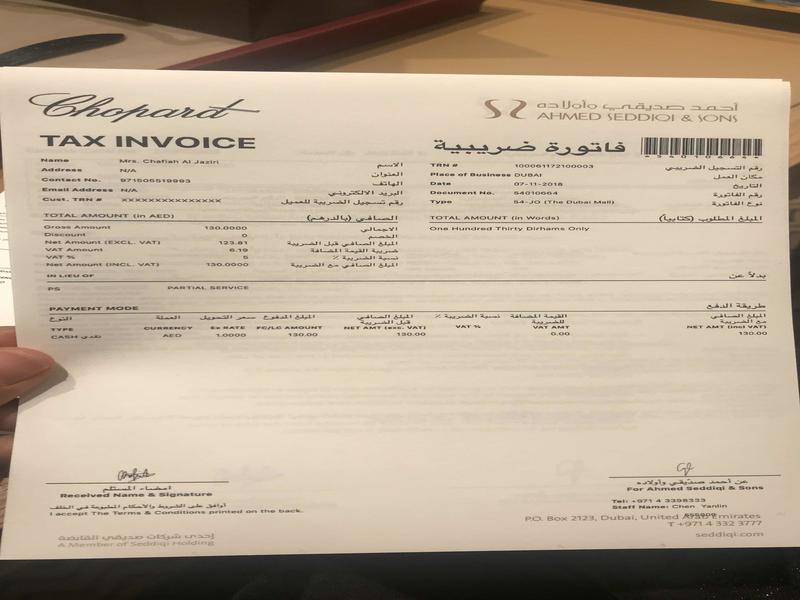 Chopard
أحمد صديقي وأولاده
AHMED SEDDIQI & SONS
TAX INVOICE
فاتورة ضريبية
*54010664*
Name Mrs. Chafiah Al Jaziri الاسم
Address N/A العنوان
Contact No. 971506519993 الهاتف
Email Address N/A البريد الالكتروني
Cust. TRN # XXXXXXXXXXXXXXX رقم تسجيل الضريبة للعميل
TRN # 100061172100003 رقم التسجيل الضريبي
Place of Business DUBAI مكان العمل
Date 07-11-2018 التاريخ
Document No. 54010664 رقم الفاتورة
Type S4-JO (The Dubai Mall) نوع الفاتورة
TOTAL AMOUNT (in AED) الصافي (بالدرهم)
Gross Amount 130.0000 الاجمالي
Discount 0 الخصم
Net Amount (EXCL. VAT) 123.81 المبلغ الصافي قبل الضريبة
VAT Amount 6.19 ضريبة القيمة المضافة
VAT % 5 نسبة الضريبة %
Net Amount (INCL. VAT) 130.0000 المبلغ الصافي مع الضريبة
TOTAL AMOUNT (in Words) المبلغ المطلوب (كتابياً)
One Hundred Thirty Dirhams Only
IN LIEU OF بدلاً عن
PS PARTIAL SERVICE
PAYMENT MODE طريقة الدفع
النوع العملة سعر التحويل المبلغ المدفوع المبلغ الصافي قبل الضريبة نسبة الضريبة % القيمة المضافة للضريبة المبلغ الصافي مع الضريبة
TYPE CURRENCY Ex RATE FC/LC AMOUNT NET AMT (exc. VAT) VAT % VAT AMT NET AMT (incl VAT)
CASH نقدي AED 1.0000 130.00 130.00 0.00 130.00
امضاء المستلم
Received Name & Signature
أوافق على الشروط والأحكام المطبوعة في الخلف
I accept The Terms & Conditions printed on the back.
إحدى شركات صديقي القابضة
A Member of Seddiqi Holding
عن أحمد صديقي وأولاده
For Ahmed Seddiqi & Sons
Tel: +971 4 3398333
Staff Name: Chen Yanlin
P.O. Box 2123, Dubai, United Arab Emirates
T +971 4 332 3777
seddiqi.com